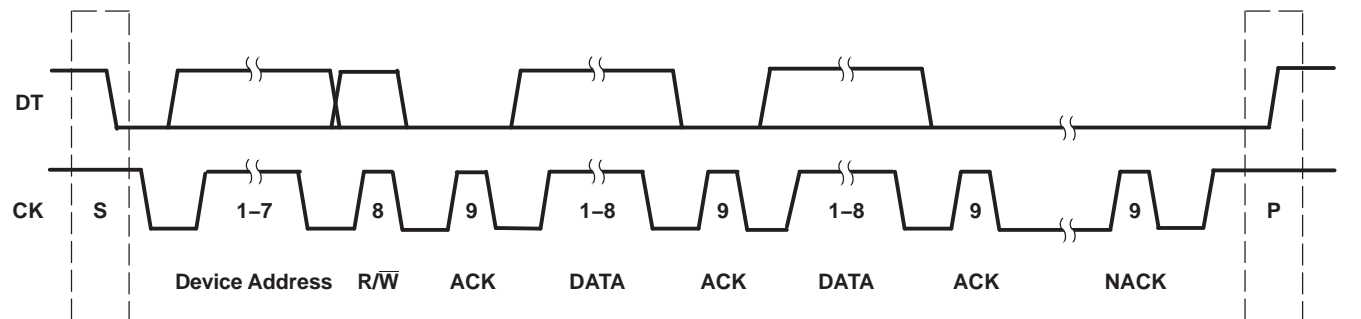 DT
CK S 1–7 8 9 1–8 9 1–8 9 9 P
Device Address R/W̅ ACK DATA ACK DATA ACK NACK